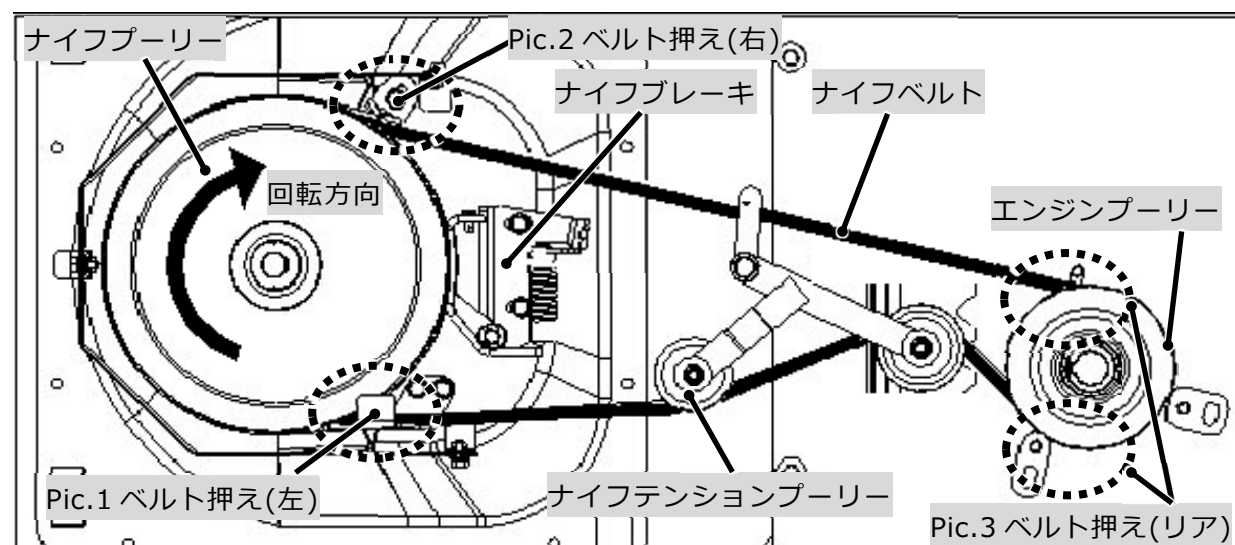 ナイフプーリー
Pic.2 ベルト押え(右)
ナイフブレーキ
ナイフベルト
回転方向
エンジンプーリー
Pic.1 ベルト押え(左)
ナイフテンションプーリー
Pic.3 ベルト押え(リア)